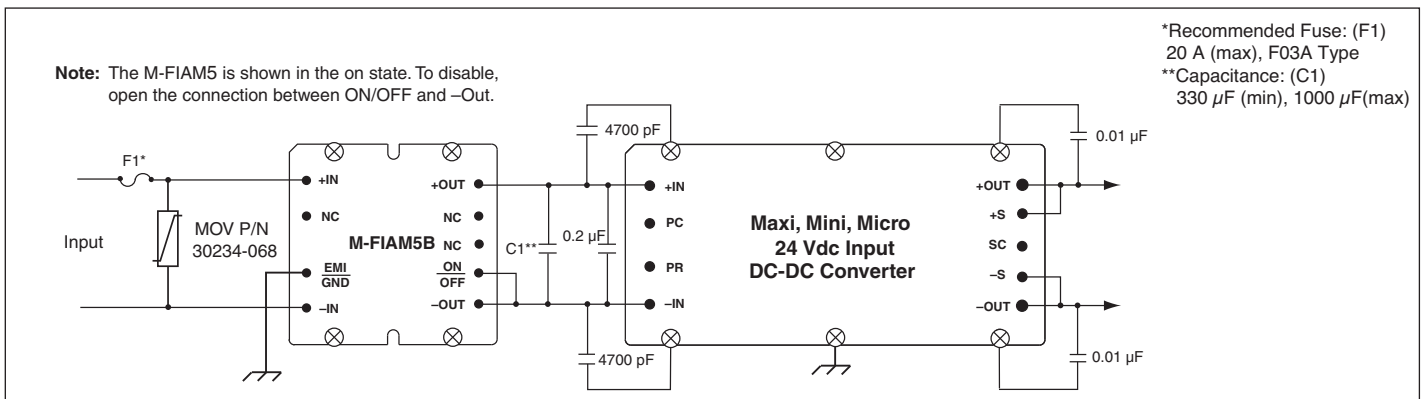 *Recommended Fuse: (F1)
20 A (max), F03A Type
**Capacitance: (C1)
330 µF (min), 1000 µF(max)
Note: The M-FIAM5 is shown in the on state. To disable,
open the connection between ON/OFF and –Out.
F1*
Input
MOV P/N
30234-068
+IN
NC
EMI
GND
–IN
M-FIAM5B
+OUT
NC
NC
ON
OFF
–OUT
C1**
0.2 µF
4700 pF
4700 pF
+IN
PC
PR
–IN
Maxi, Mini, Micro
24 Vdc Input
DC-DC Converter
+OUT
+S
SC
–S
–OUT
0.01 µF
0.01 µF